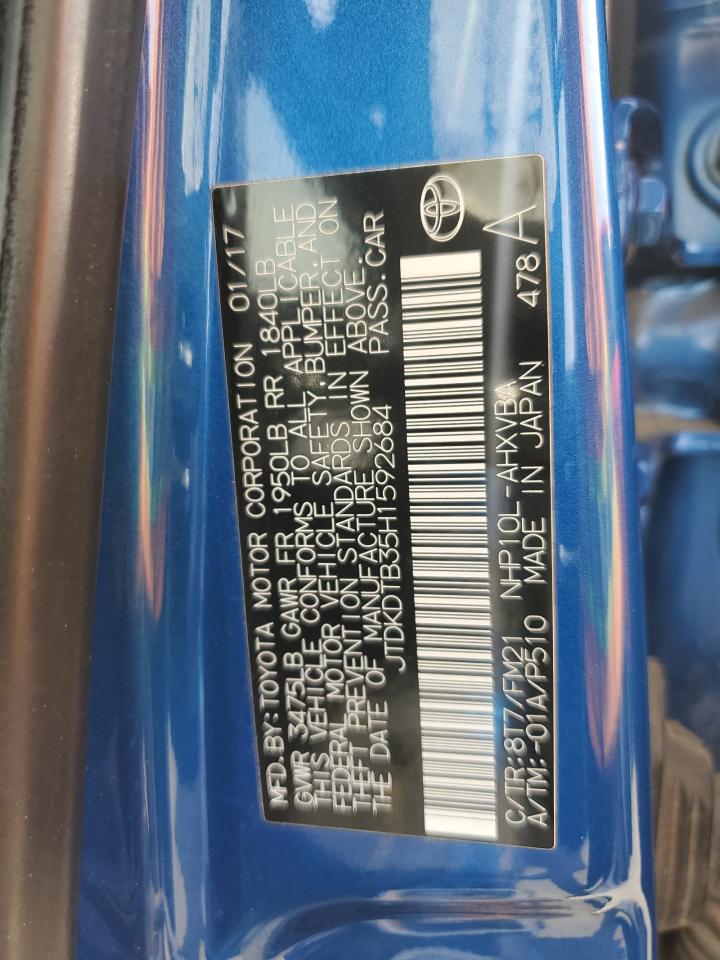 MFD.BY:TOYOTA MOTOR CORPORATION 01/17
GVWR 3475LB GAWR FR 1950LB RR 1840LB
THIS VEHICLE CONFORMS TO ALL APPLICABLE
FEDERAL MOTOR VEHICLE SAFETY,BUMPER,AND
THEFT PREVENTION STANDARDS IN EFFECT ON
THE DATE OF MANUFACTURE SHOWN ABOVE.
JTDKDTB35H1592684 PASS.CAR
C/TR:8T7/FM21 NHP10L-AHXVBA
A/TM:-01A/P510 MADE IN JAPAN 478 A